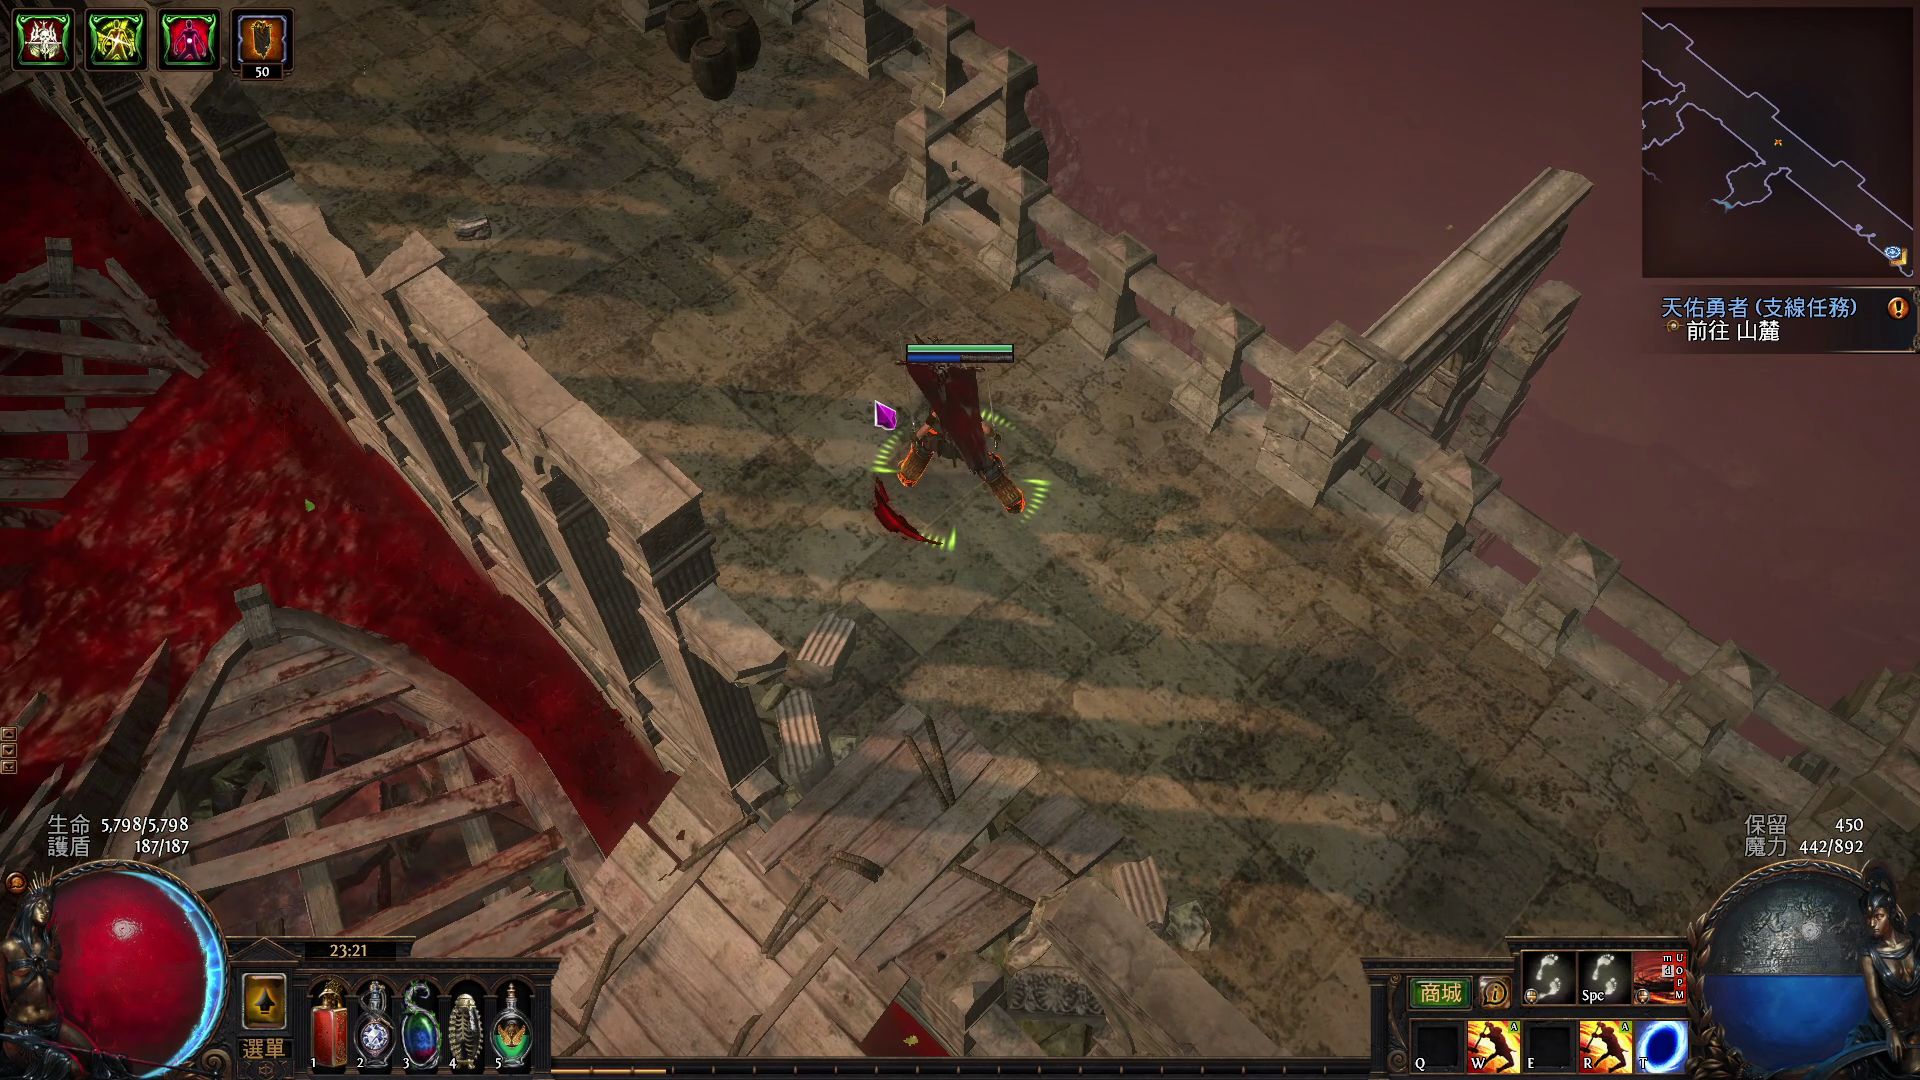 50
天佑勇者 (支線任務)
前往 山麓
生命 5,798/5,798
護盾 187/187
保留 450
魔力 442/892
23:21
選單
1
2
3
4
5
商城
Spc
m U
d O
P
M
Q
W
A
E
R
A
T